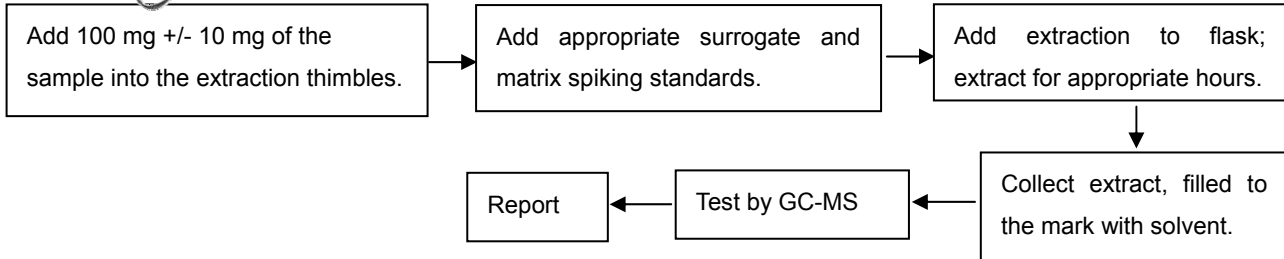 Add 100 mg +/- 10 mg of the
sample into the extraction thimbles.
Add appropriate surrogate and
matrix spiking standards.
Add extraction to flask;
extract for appropriate hours.
Collect extract, filled to
the mark with solvent.
Test by GC-MS
Report